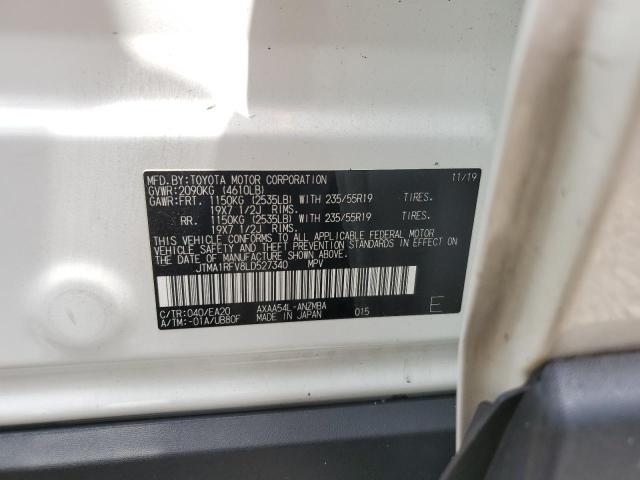 MFD. BY: TOYOTA MOTOR CORPORATION 11/19
GVWR: 2090KG (4610LB)
GAWR: FRT. 1150KG (2535LB) WITH 235/55R19 TIRES.
19X7 1/2J RIMS.
RR. 1150KG (2535LB) WITH 235/55R19 TIRES.
19X7 1/2J RIMS.
THIS VEHICLE CONFORMS TO ALL APPLICABLE FEDERAL MOTOR
VEHICLE SAFETY AND THEFT PREVENTION STANDARDS IN EFFECT
ON THE DATE OF MANUFACTURE SHOWN ABOVE.
JTMA1RFV8LD527340 MPV
C/TR: 040/EA20 AXAA54L-ANZMBA 015 E
A/TM: -01A/UB80F MADE IN JAPAN